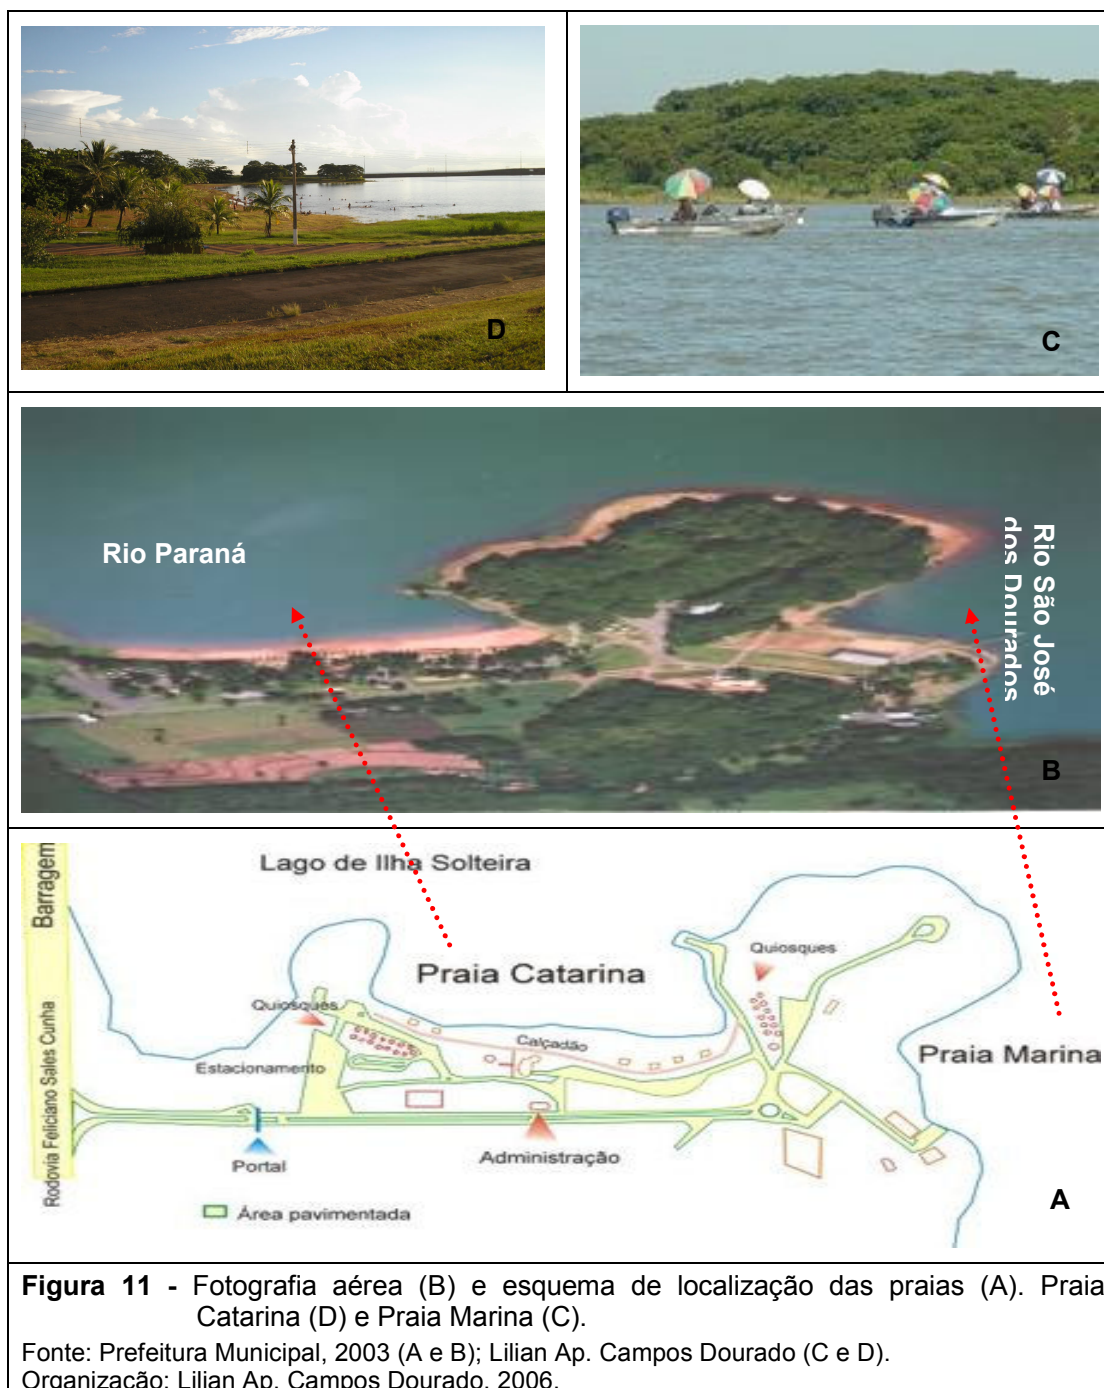 D
C
Rio Paraná
Rio São José
dos Dourados
B
Barragem
Lago de Ilha Solteira
Quiosques
Praia Catarina
Quiosques
Calçadão
Praia Marina
Estacionamento
Rodovia Feliciano Sales Cunha
Portal
Administração
Área pavimentada
A
Figura 11 - Fotografia aérea (B) e esquema de localização das praias (A). Praia
Catarina (D) e Praia Marina (C).
Fonte: Prefeitura Municipal, 2003 (A e B); Lilian Ap. Campos Dourado (C e D).
Organização: Lilian Ap. Campos Dourado, 2006.